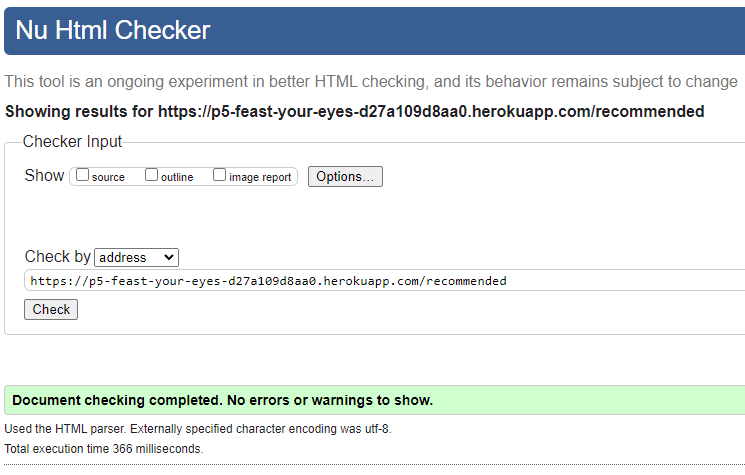 Nu Html Checker
This tool is an ongoing experiment in better HTML checking, and its behavior remains subject to change
Showing results for https://p5-feast-your-eyes-d27a109d8aa0.herokuapp.com/recommended
Checker Input
Show source outline image report Options...
Check by address
https://p5-feast-your-eyes-d27a109d8aa0.herokuapp.com/recommended
Check
Document checking completed. No errors or warnings to show.
Used the HTML parser. Externally specified character encoding was utf-8.
Total execution time 366 milliseconds.